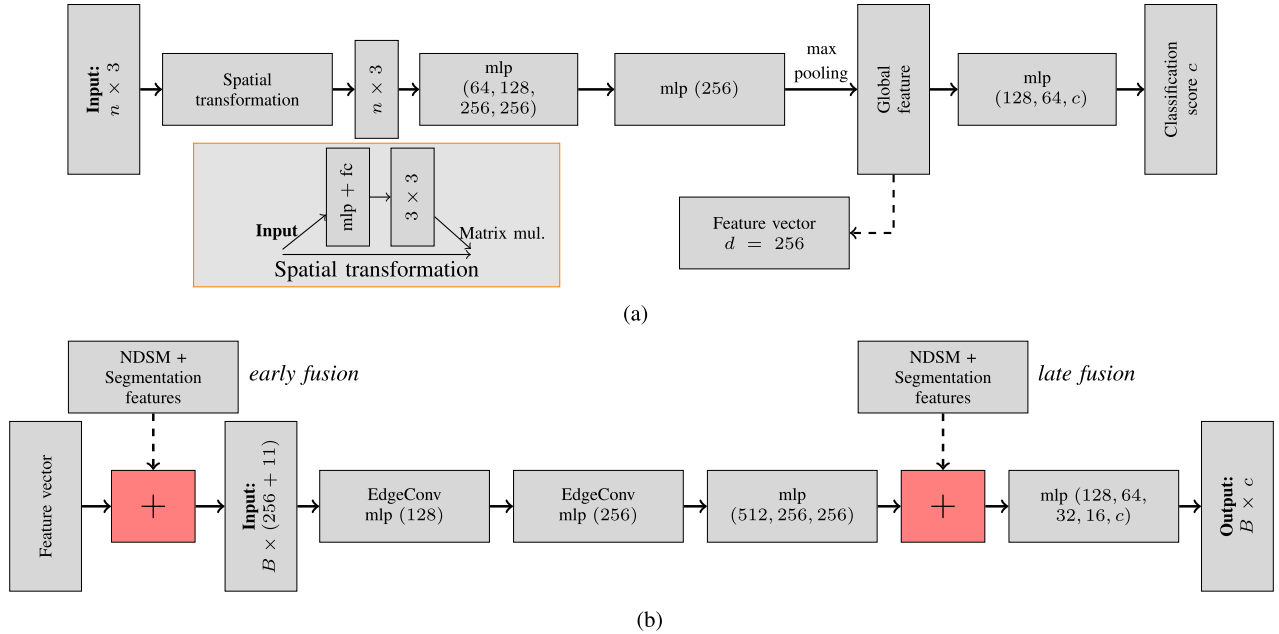 Input:
n × 3
Spatial
transformation
n × 3
mlp
(64, 128,
256, 256)
mlp (256)
max
pooling
Global
feature
mlp
(128, 64, c)
Classification
score c
Input
mlp + fc
3 × 3
Matrix mul.
Spatial transformation
Feature vector
d = 256
(a)
NDSM +
Segmentation
features
early fusion
NDSM +
Segmentation
features
late fusion
Feature vector
+
Input:
B × (256 + 11)
EdgeConv
mlp (128)
EdgeConv
mlp (256)
mlp
(512, 256, 256)
+
mlp (128, 64,
32, 16, c)
Output:
B × c
(b)